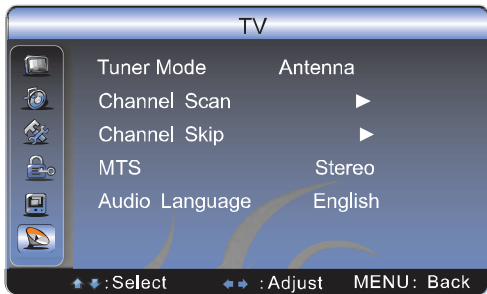 TV
Tuner Mode Antenna
Channel Scan ►
Channel Skip ►
MTS Stereo
Audio Language English
:Select :Adjust MENU: Back